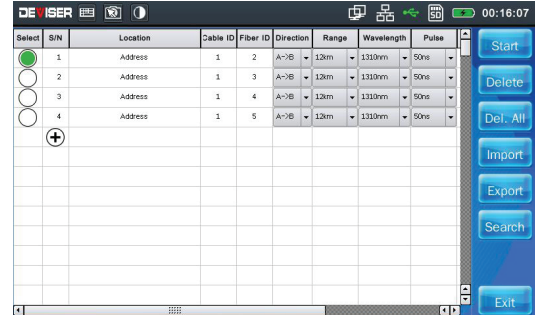 DEVISER SD 00:16:07
Select S/N Location Cable ID Fiber ID Direction Range Wavelength Pulse
1 Address 1 2 A->B 12km 1310nm 50ns
2 Address 1 3 A->B 12km 1310nm 50ns
3 Address 1 4 A->B 12km 1310nm 50ns
4 Address 1 5 A->B 12km 1310nm 50ns
Start
Delete
Del. All
Import
Export
Search
Exit